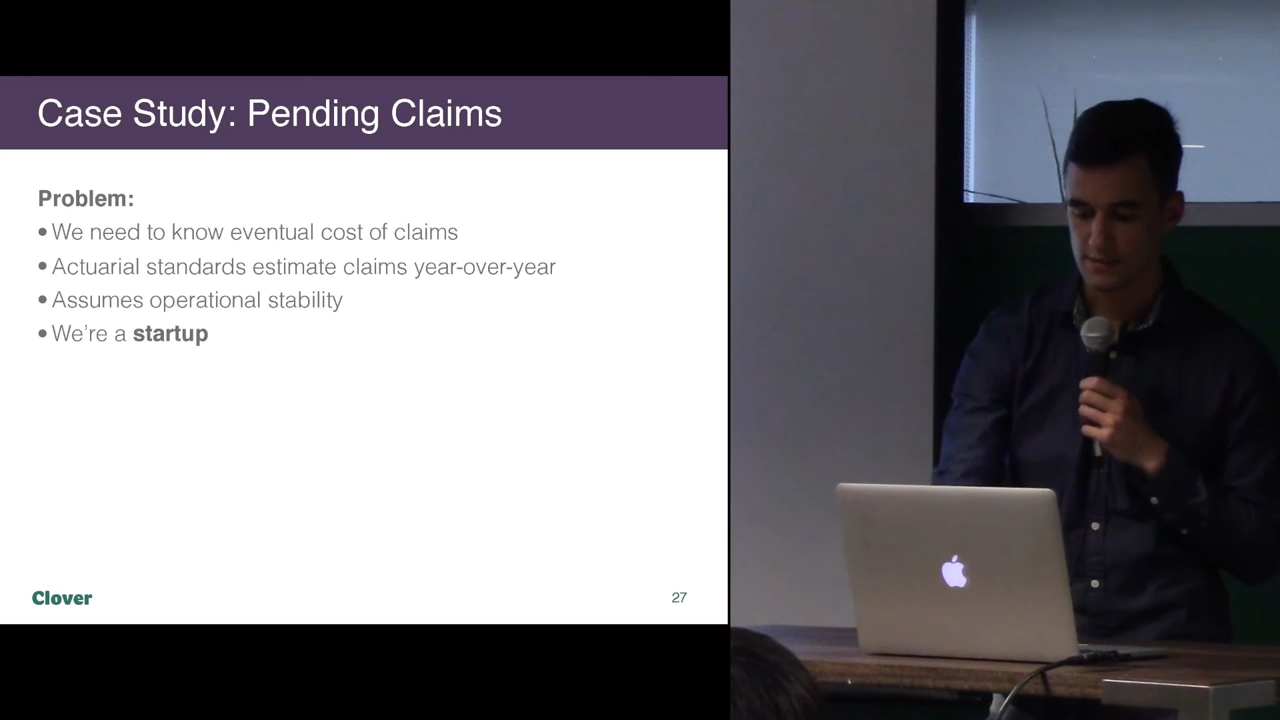 Case Study: Pending Claims
Problem:
• We need to know eventual cost of claims
• Actuarial standards estimate claims year-over-year
• Assumes operational stability
• We're a startup
Clover
27